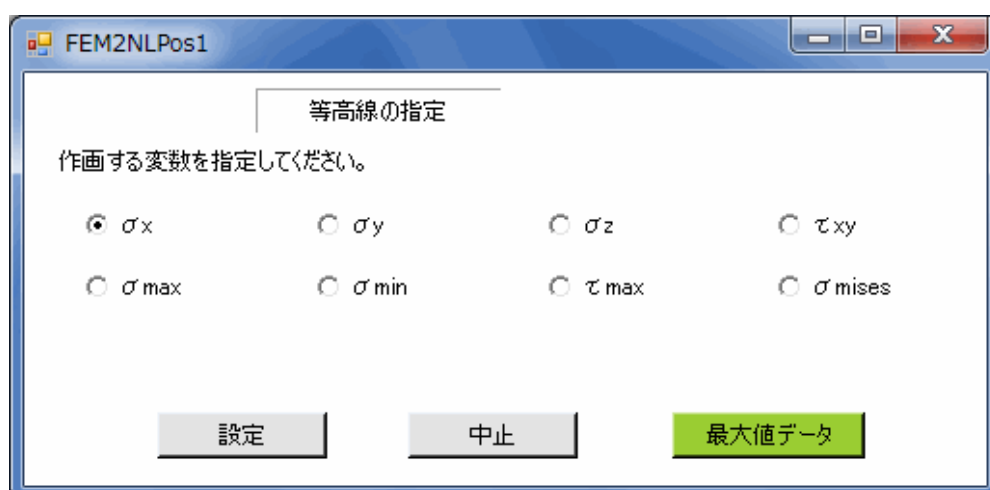 FEM2NLPos1
等高線の指定
作画する変数を指定してください。
σx σy σz τxy
σmax σmin τmax σmises
設定 中止 最大値データ